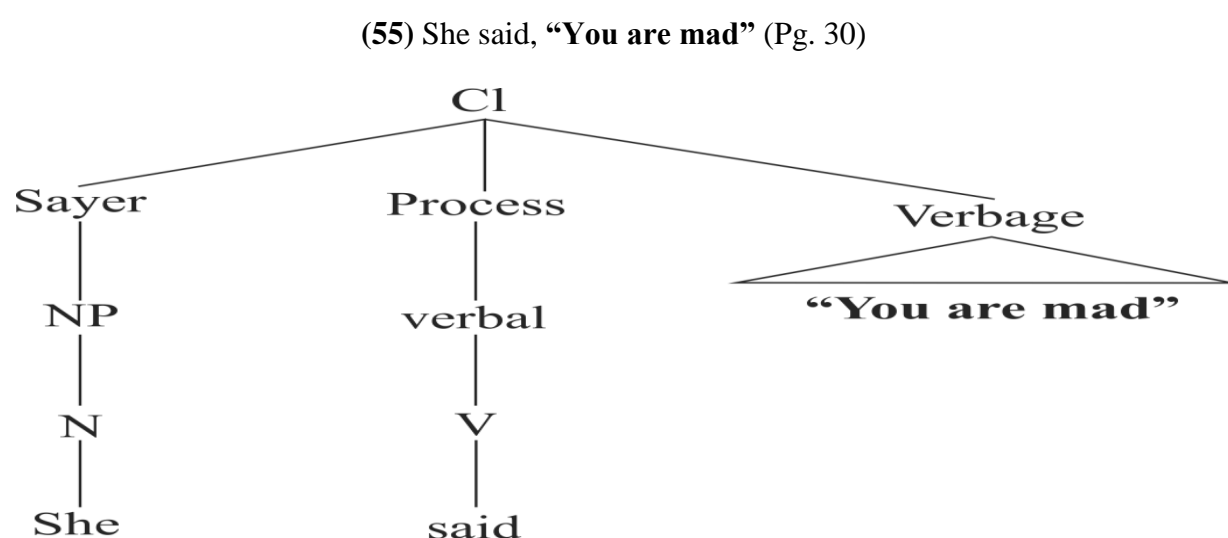 (55) She said, “You are mad” (Pg. 30)
Cl
Sayer Process Verbage
NP verbal “You are mad”
N V
She said